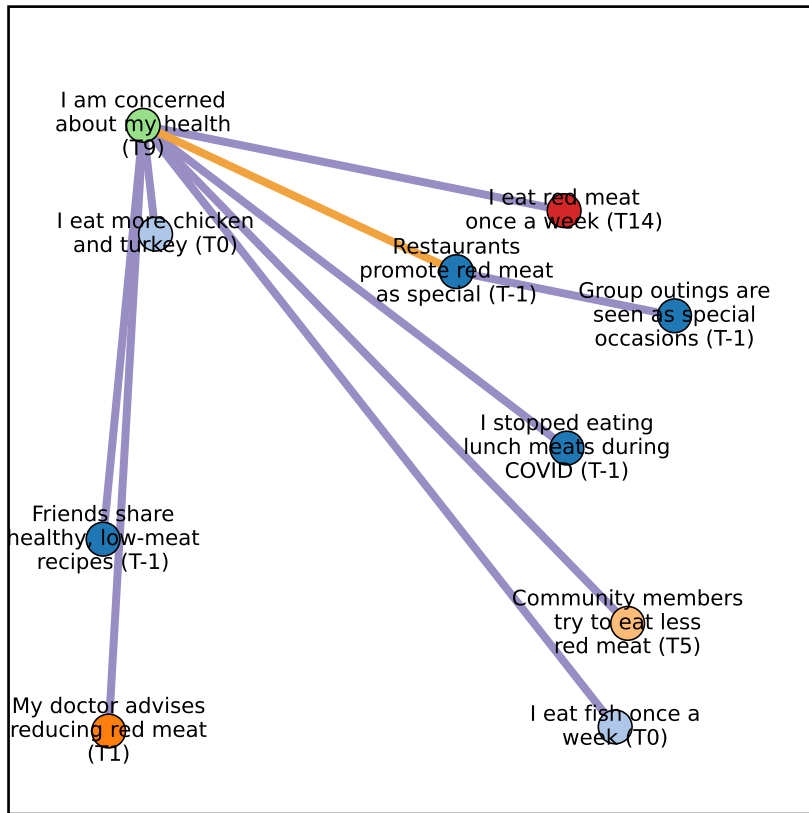 I am concerned
about my health
(T9)
I eat more chicken
and turkey (T0)
I eat red meat
once a week (T14)
Restaurants
promote red meat
as special (T-1)
Group outings are
seen as special
occasions (T-1)
I stopped eating
lunch meats during
COVID (T-1)
Friends share
healthy, low-meat
recipes (T-1)
Community members
try to eat less
red meat (T5)
My doctor advises
reducing red meat
(T1)
I eat fish once a
week (T0)